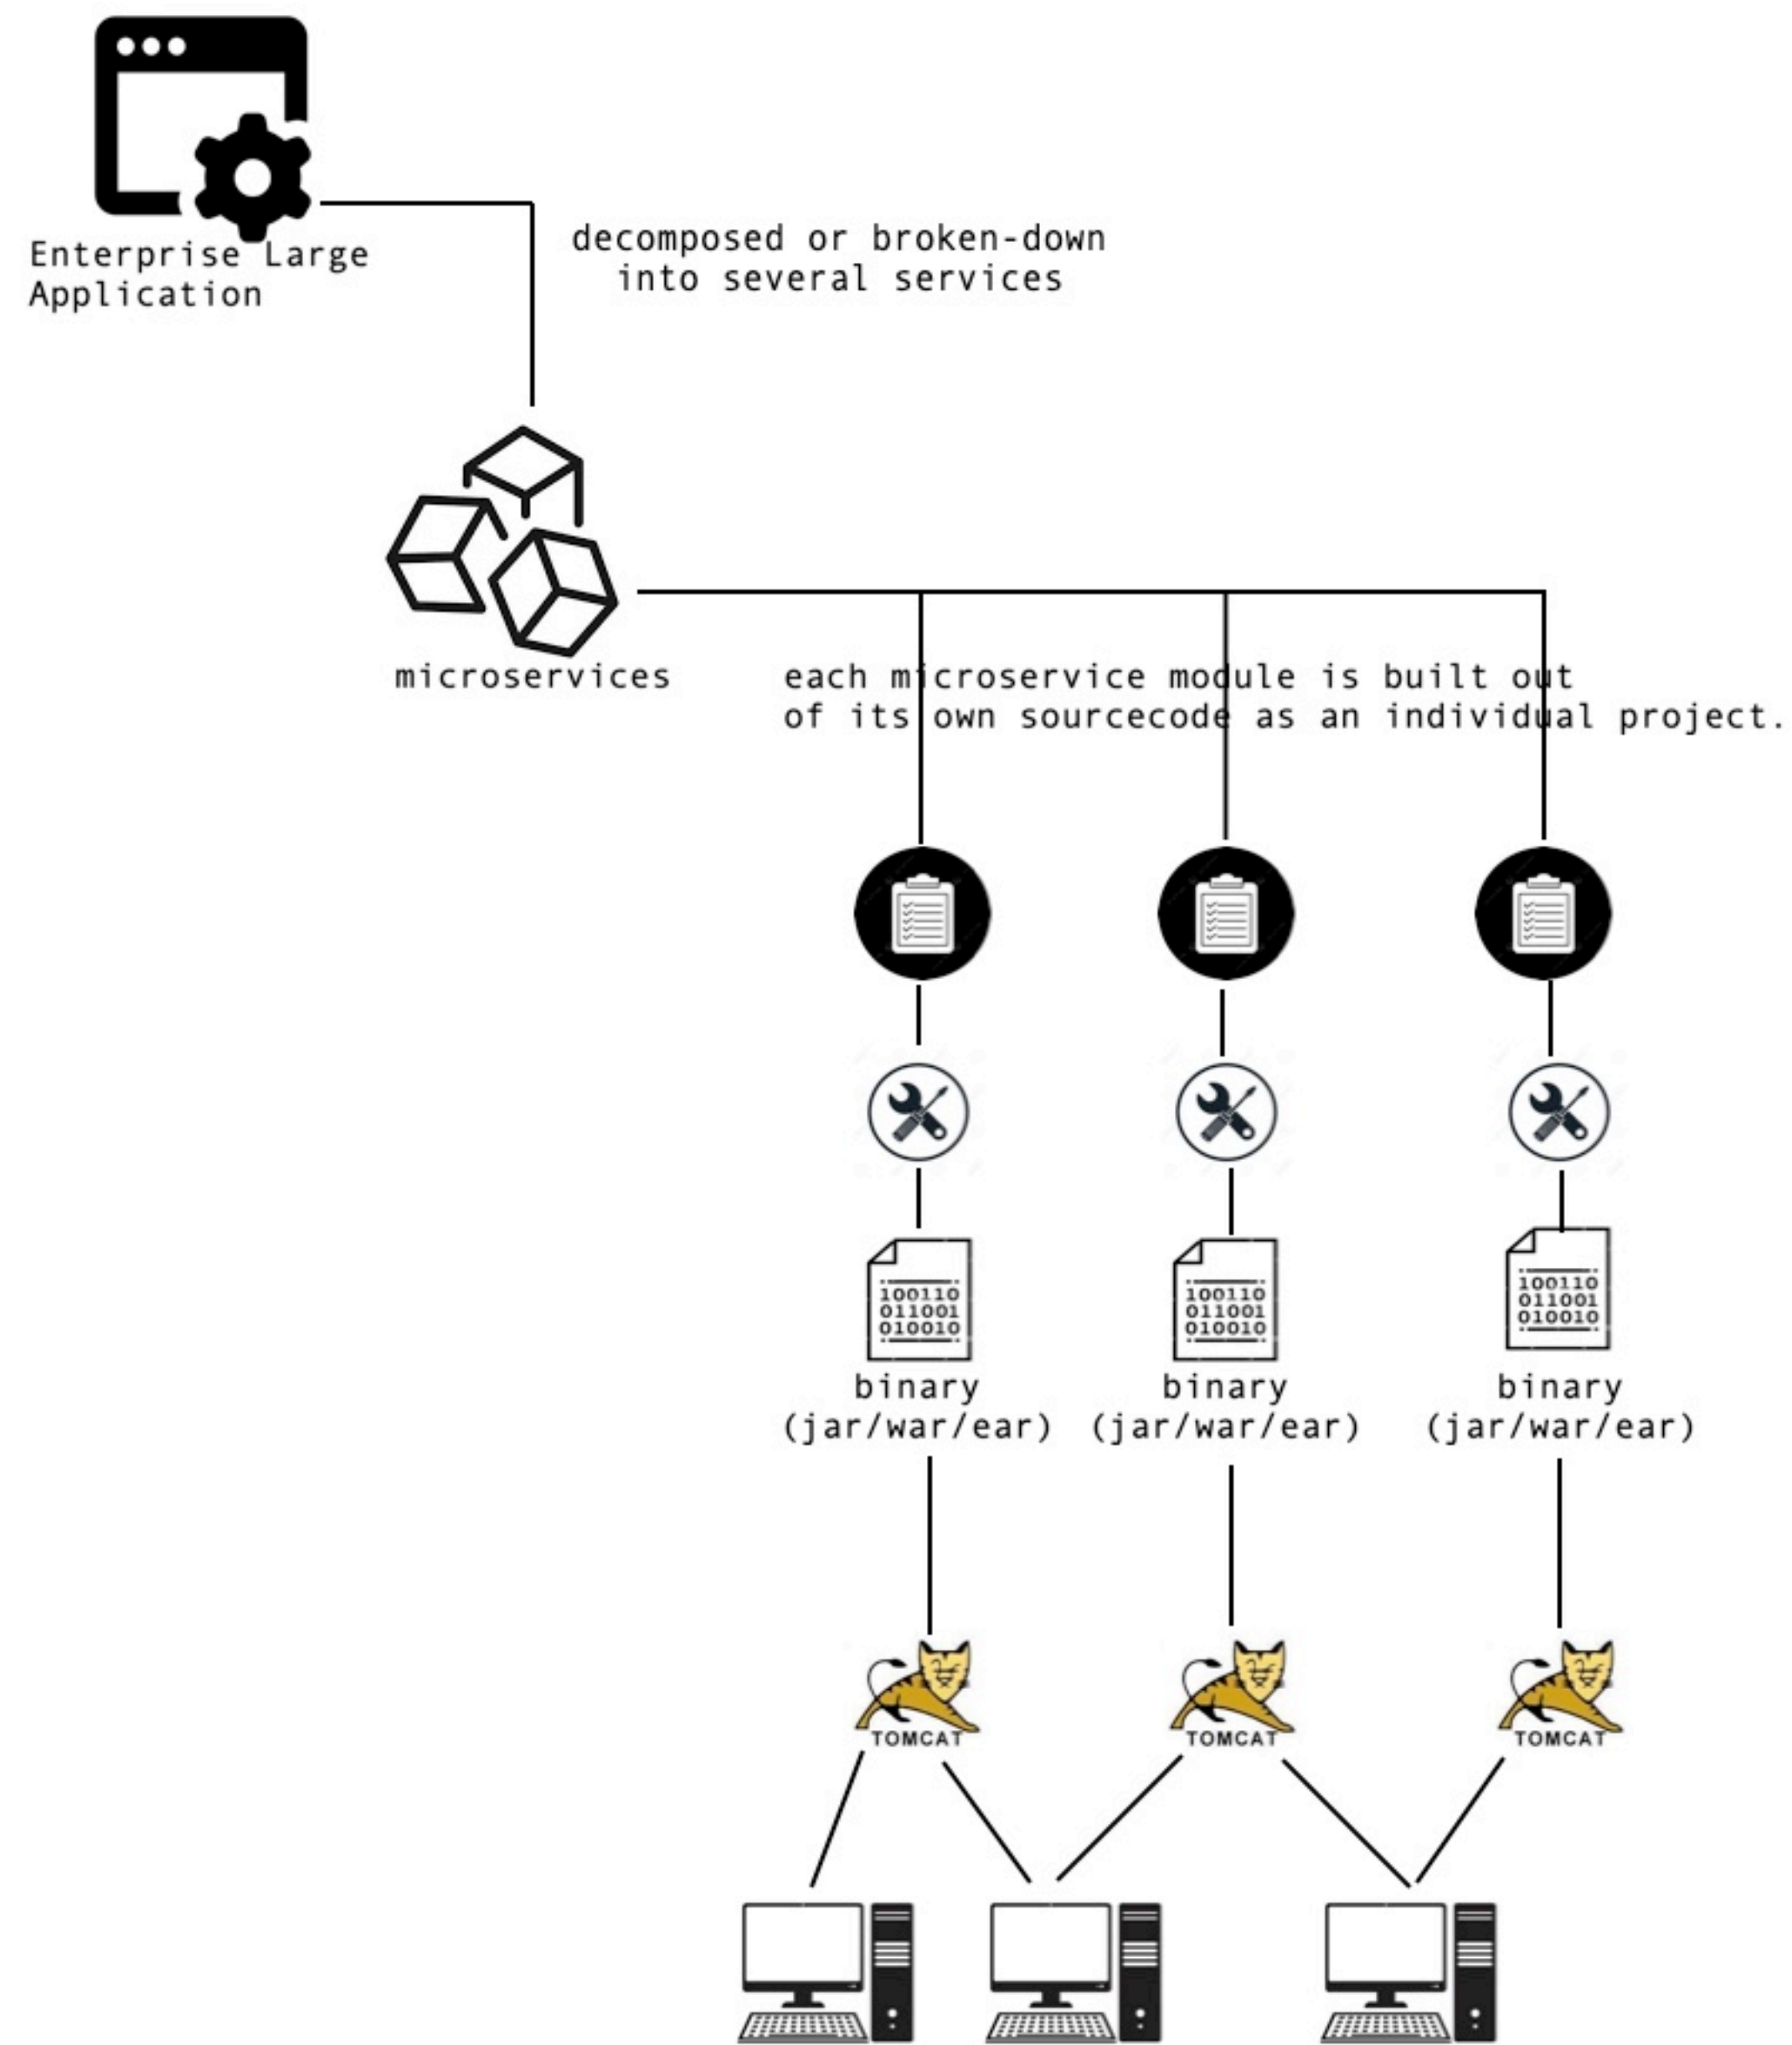 Enterprise Large
Application
decomposed or broken-down
into several services
microservices
each microservice module is built out
of its own sourcecode as an individual project.
100110
011001
010010
100110
011001
010010
100110
011001
010010
binary
(jar/war/ear)
binary
(jar/war/ear)
binary
(jar/war/ear)
TOMCAT
TOMCAT
TOMCAT